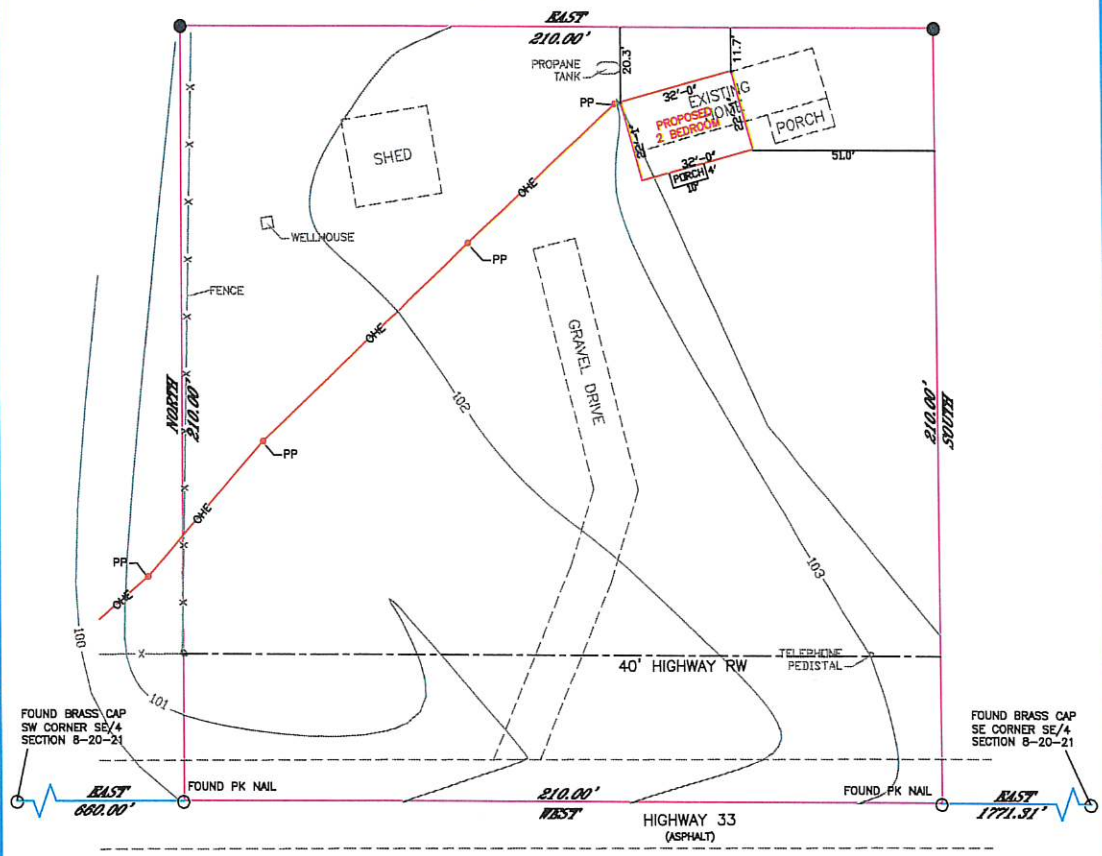 EAST
210.00'
PROPANE
TANK
20.3'
11.7'
PP
32'-0"
EXISTING
HOME
PROPOSED
2 BEDROOM
22'-1"
22'-1"
PORCH
32'-0"
PORCH
4'
10'
51.0'
SHED
OHE
WELLHOUSE
PP
FENCE
OHE
GRAVEL DRIVE
NORTH
210.00'
102
SOUTH
210.00'
PP
OHE
103
PP
OHE
100
40' HIGHWAY RW
TELEPHONE
PEDISTAL
101
FOUND BRASS CAP
SW CORNER SE/4
SECTION 8-20-21
FOUND BRASS CAP
SE CORNER SE/4
SECTION 8-20-21
EAST
660.00'
FOUND PK NAIL
210.00'
WEST
FOUND PK NAIL
EAST
1771.31'
HIGHWAY 33
(ASPHALT)